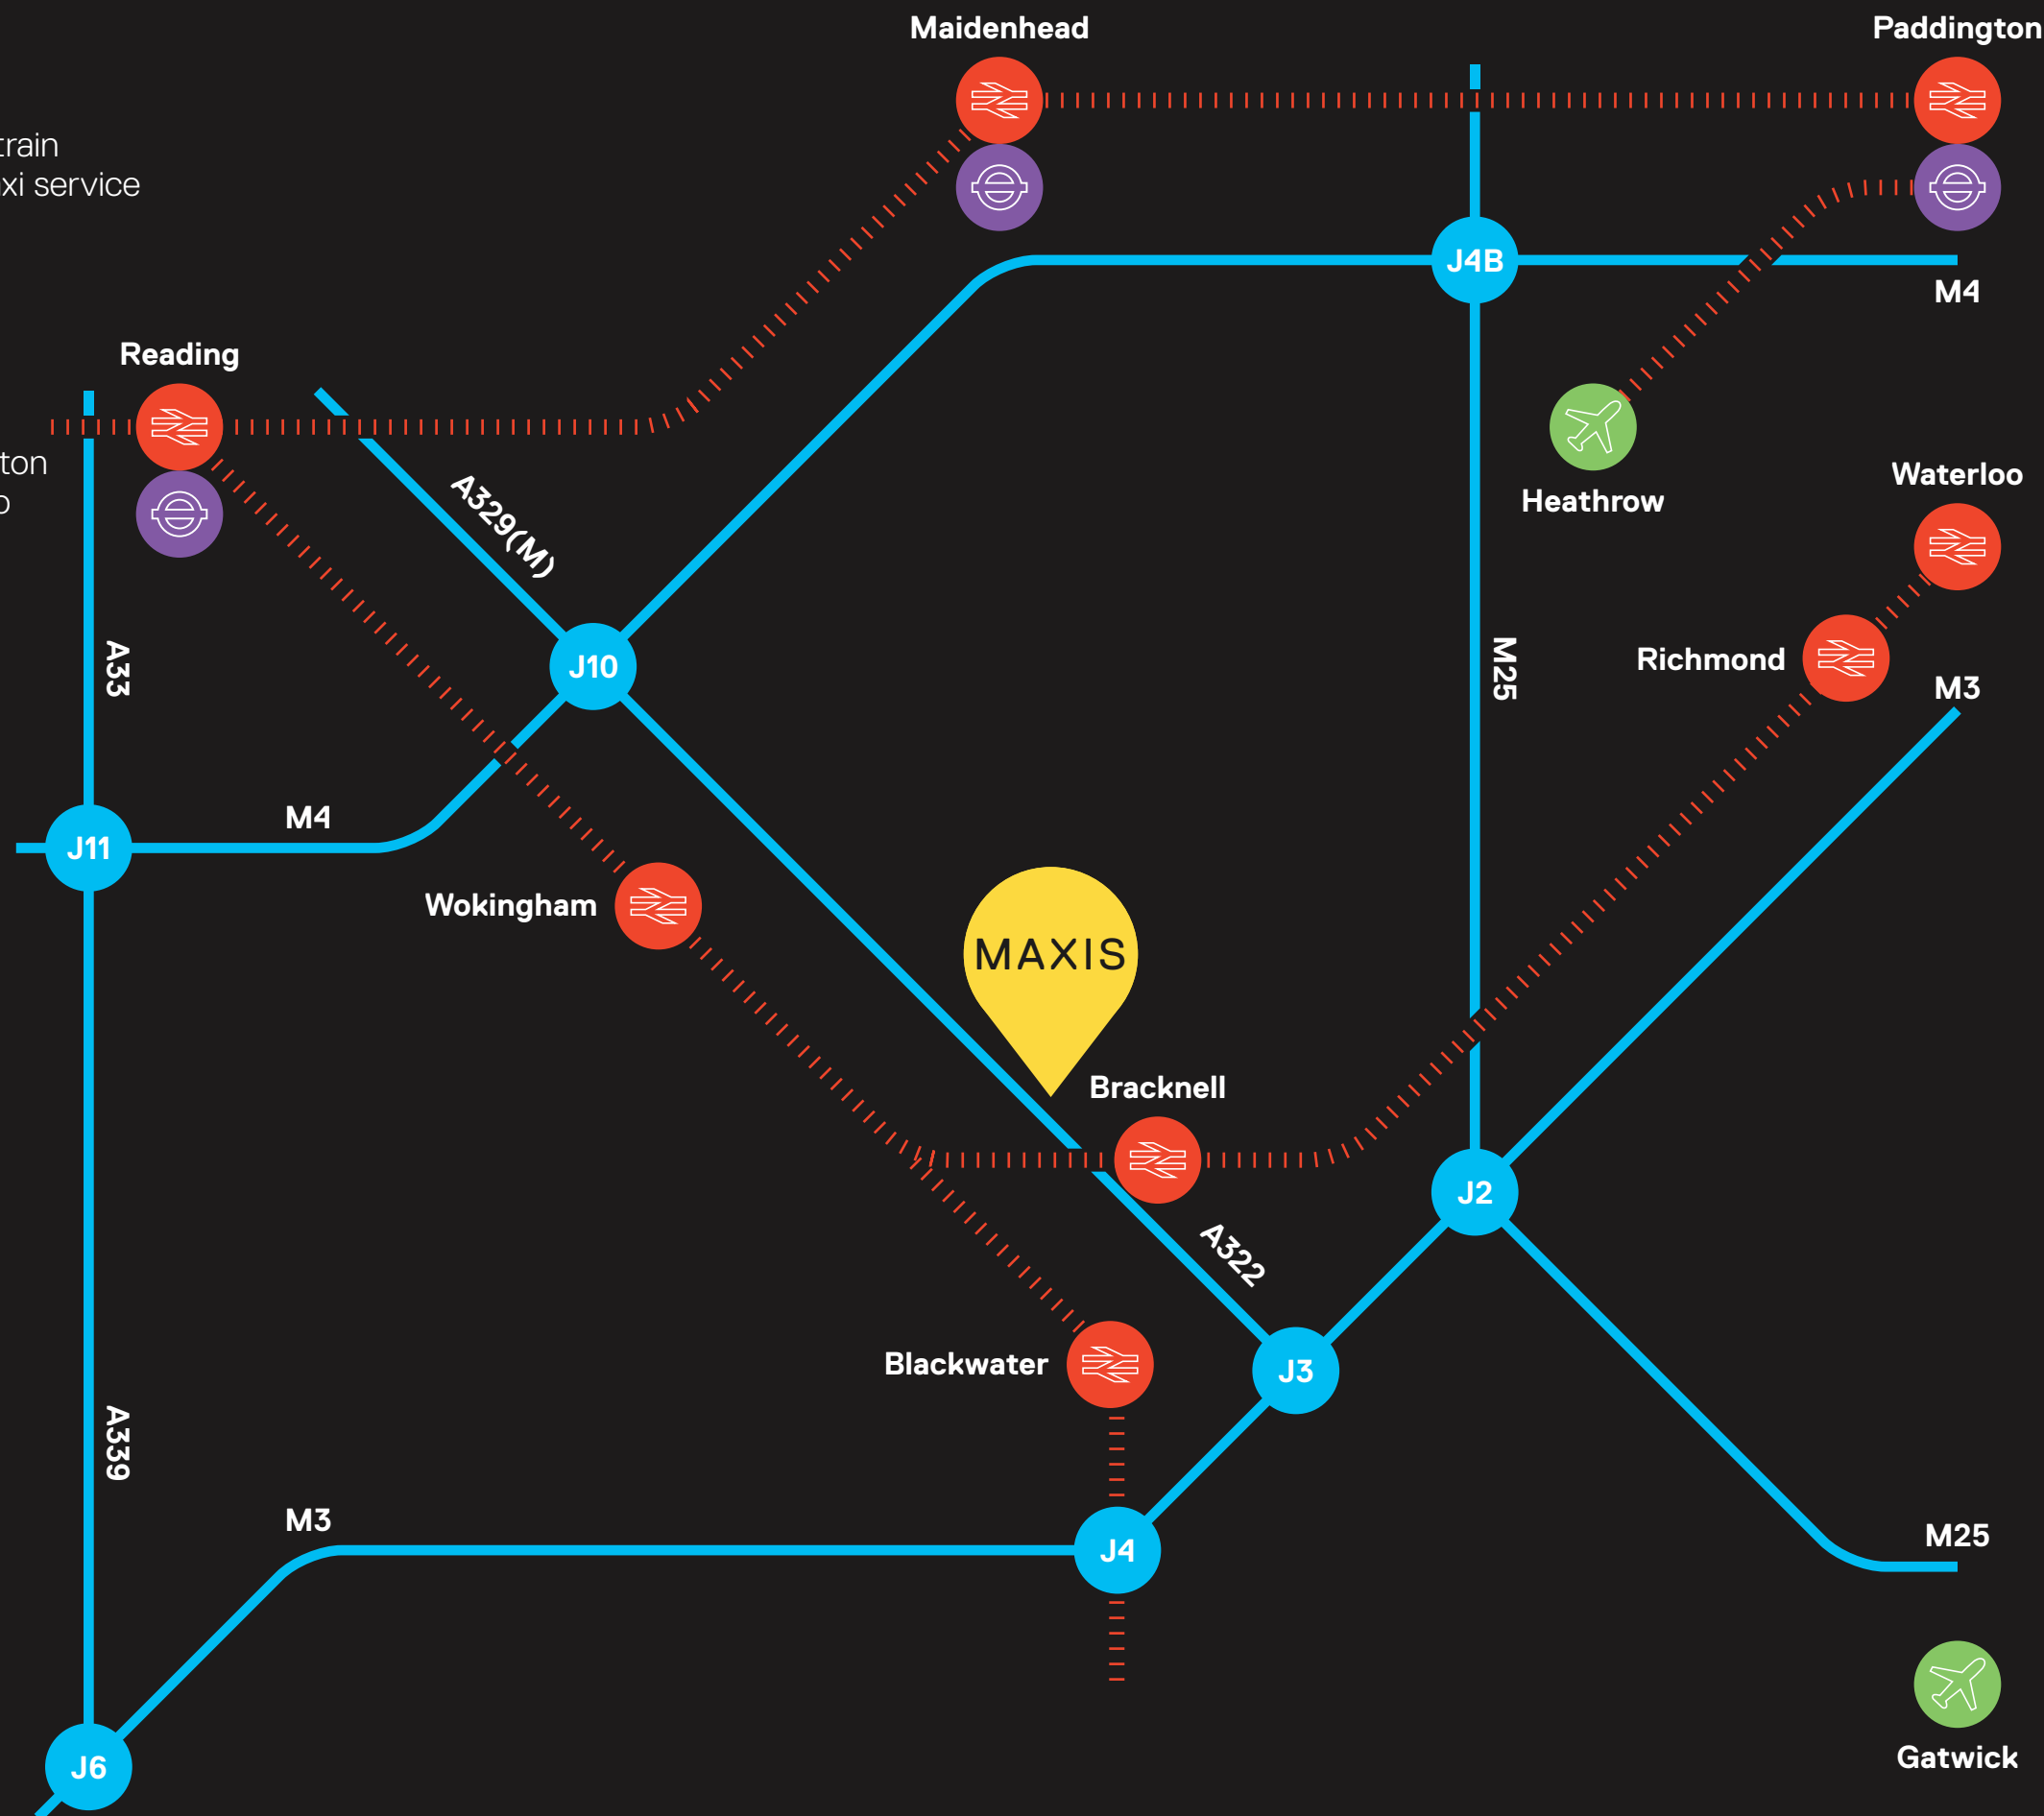 Maidenhead
Paddington
train
xi service
J4B
M4
Reading
ton
Heathrow
Waterloo
A329(M)
A33
J10
M25
Richmond
M3
J11
M4
Wokingham
MAXIS
Bracknell
J2
A322
Blackwater
J3
A339
M3
J4
M25
J6
Gatwick